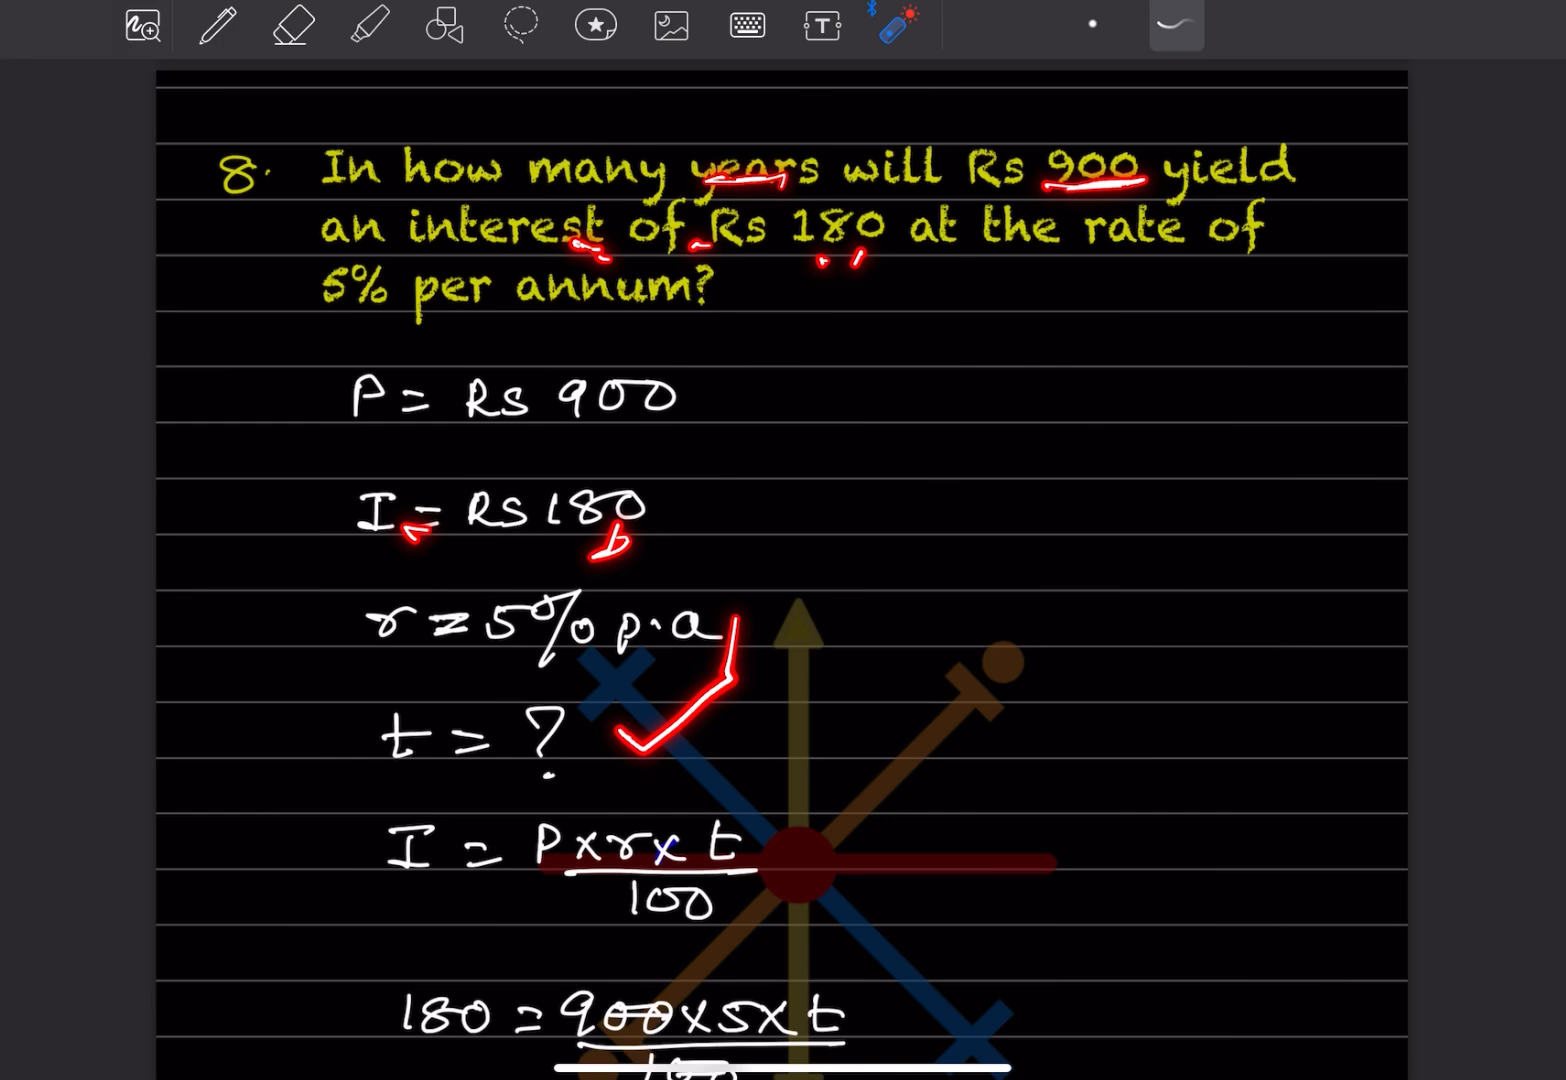 8. In how many years will Rs 900 yield
an interest of Rs 180 at the rate of
5% per annum?
P = Rs 900
I = Rs 180
r = 5% p.a
t = ?
I = P x r x t
100
180 = 900 x 5 x t
100